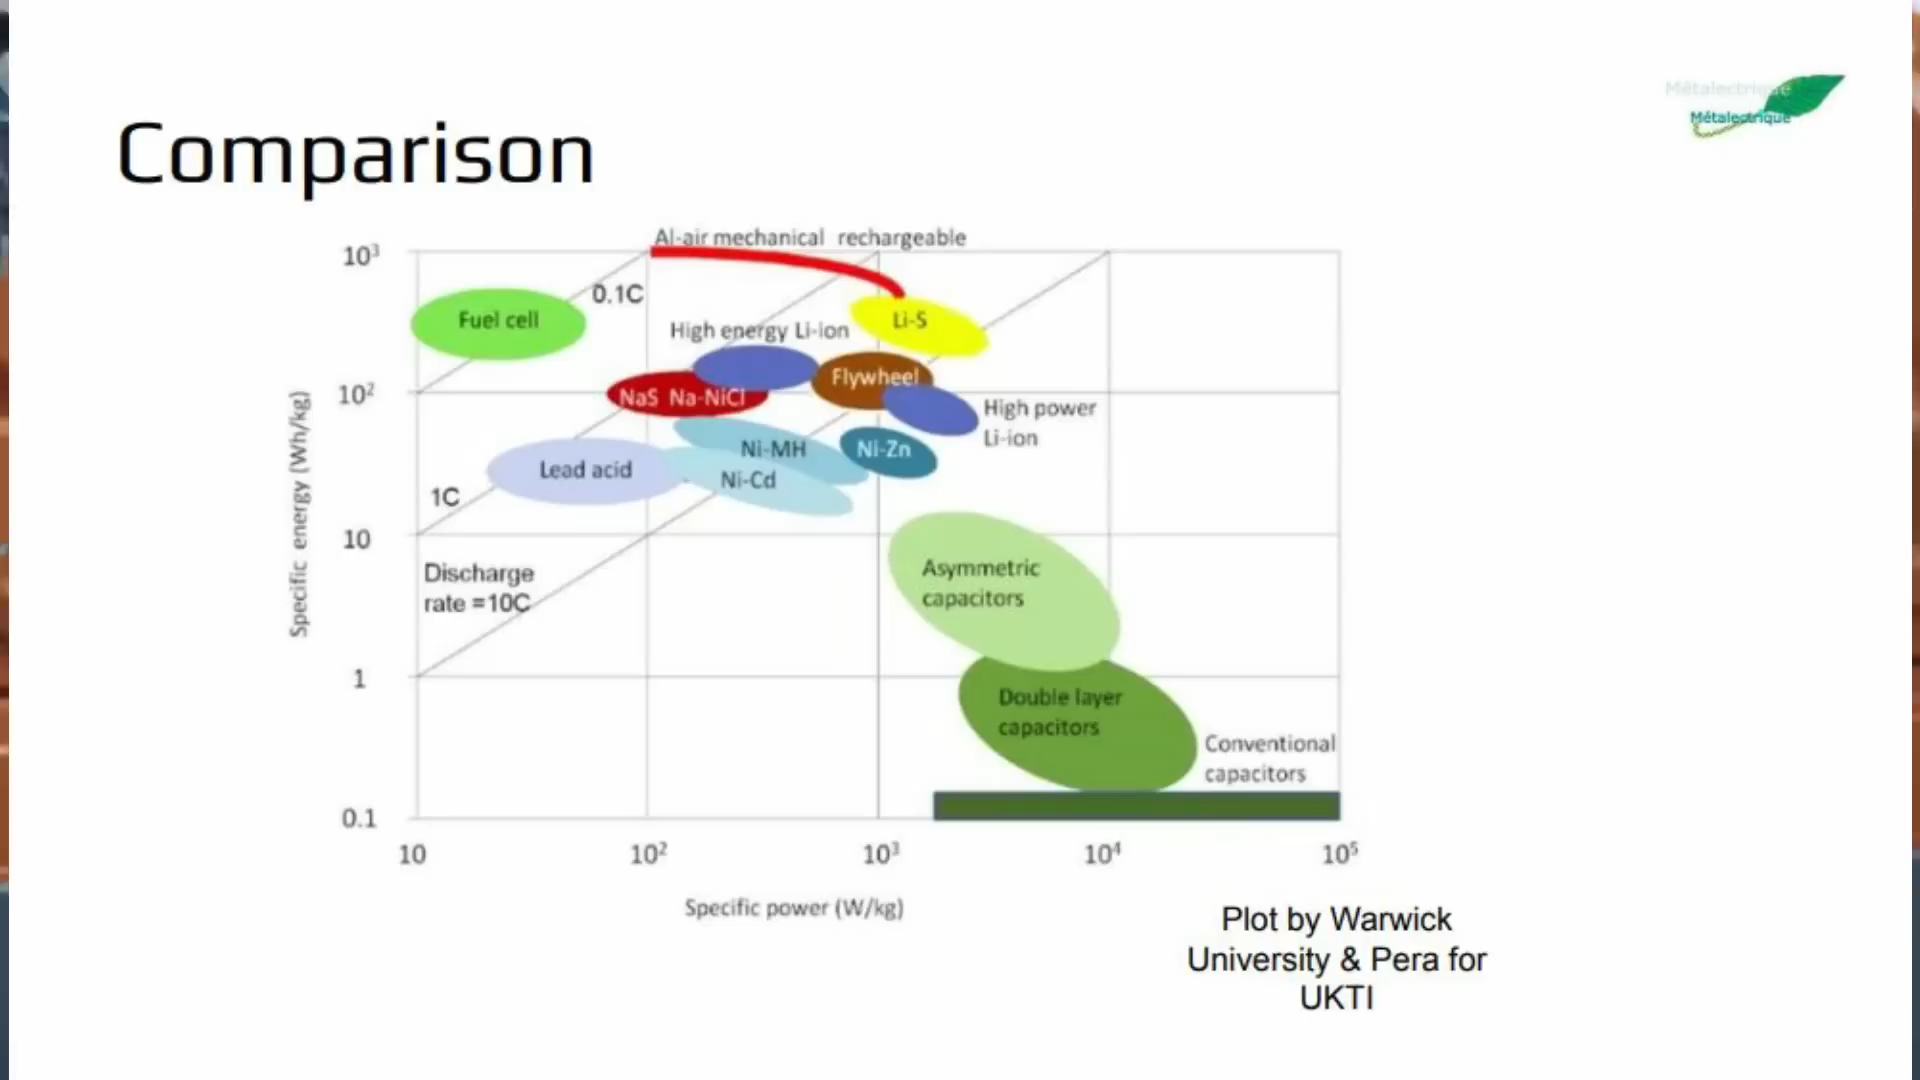 Métalectrique
Métalectrique
Comparison
Al-air mechanical rechargeable
10³
0.1C
Fuel cell
Li-S
High energy Li-ion
Flywheel
10²
NaS Na-NiCl
High power
Li-ion
Ni-MH
Ni-Zn
Lead acid
Ni-Cd
1C
Specific energy (Wh/kg)
10
Discharge
rate =10C
Asymmetric
capacitors
1
Double layer
capacitors
Conventional
capacitors
0.1
10
10²
10³
10⁴
10⁵
Specific power (W/kg)
Plot by Warwick
University & Pera for
UKTI